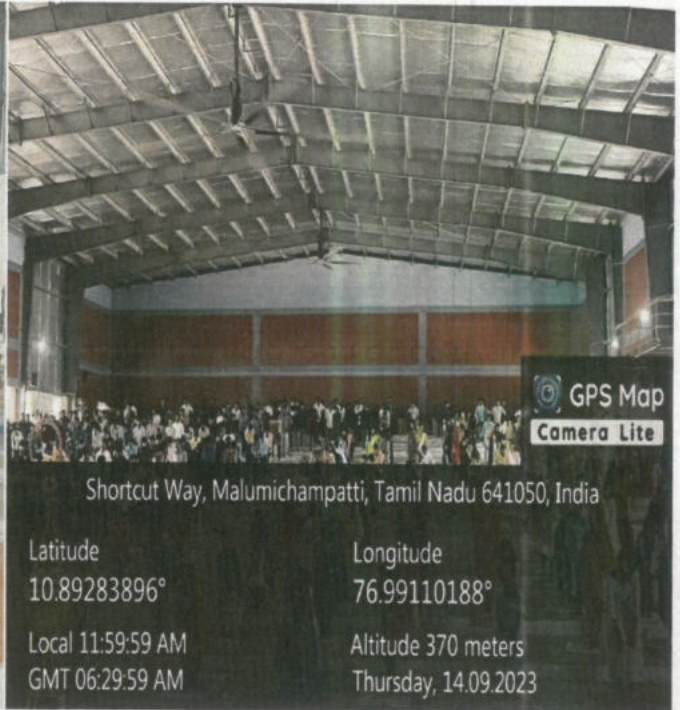 GPS Map
Camera Lite
Shortcut Way, Malumichampatti, Tamil Nadu 641050, India
Latitude
10.89283896°
Longitude
76.99110188°
Local 11:59:59 AM
GMT 06:29:59 AM
Altitude 370 meters
Thursday, 14.09.2023